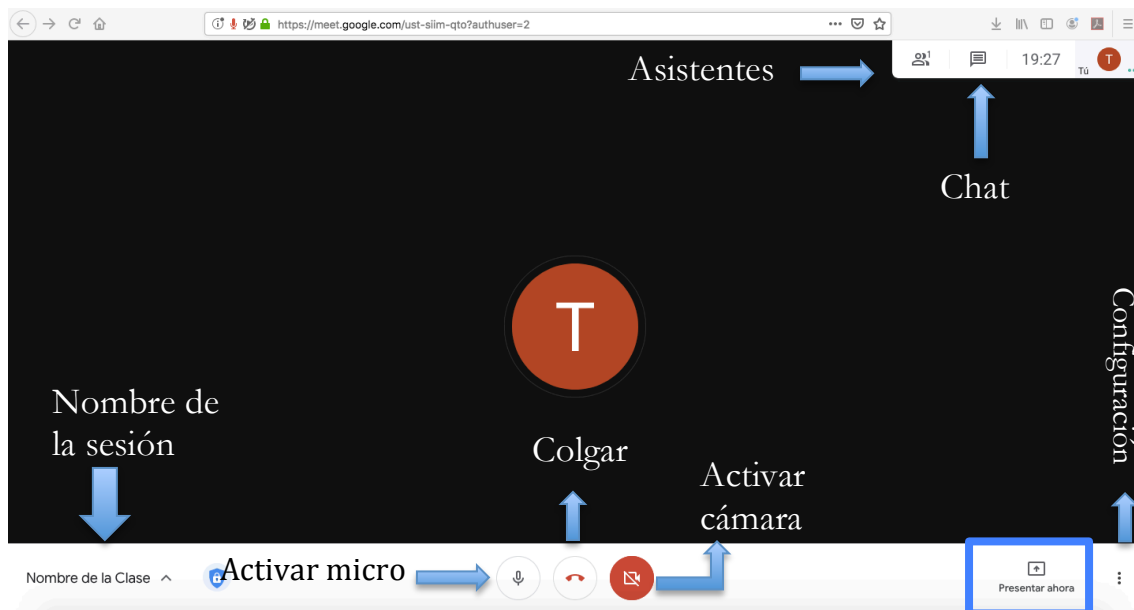 https://meet.google.com/ust-siim-qto?authuser=2
Asistentes
1
19:27
Tú
T
Chat
T
Configuración
Nombre de
la sesión
Colgar
Activar
cámara
Nombre de la Clase
Activar micro
Presentar ahora